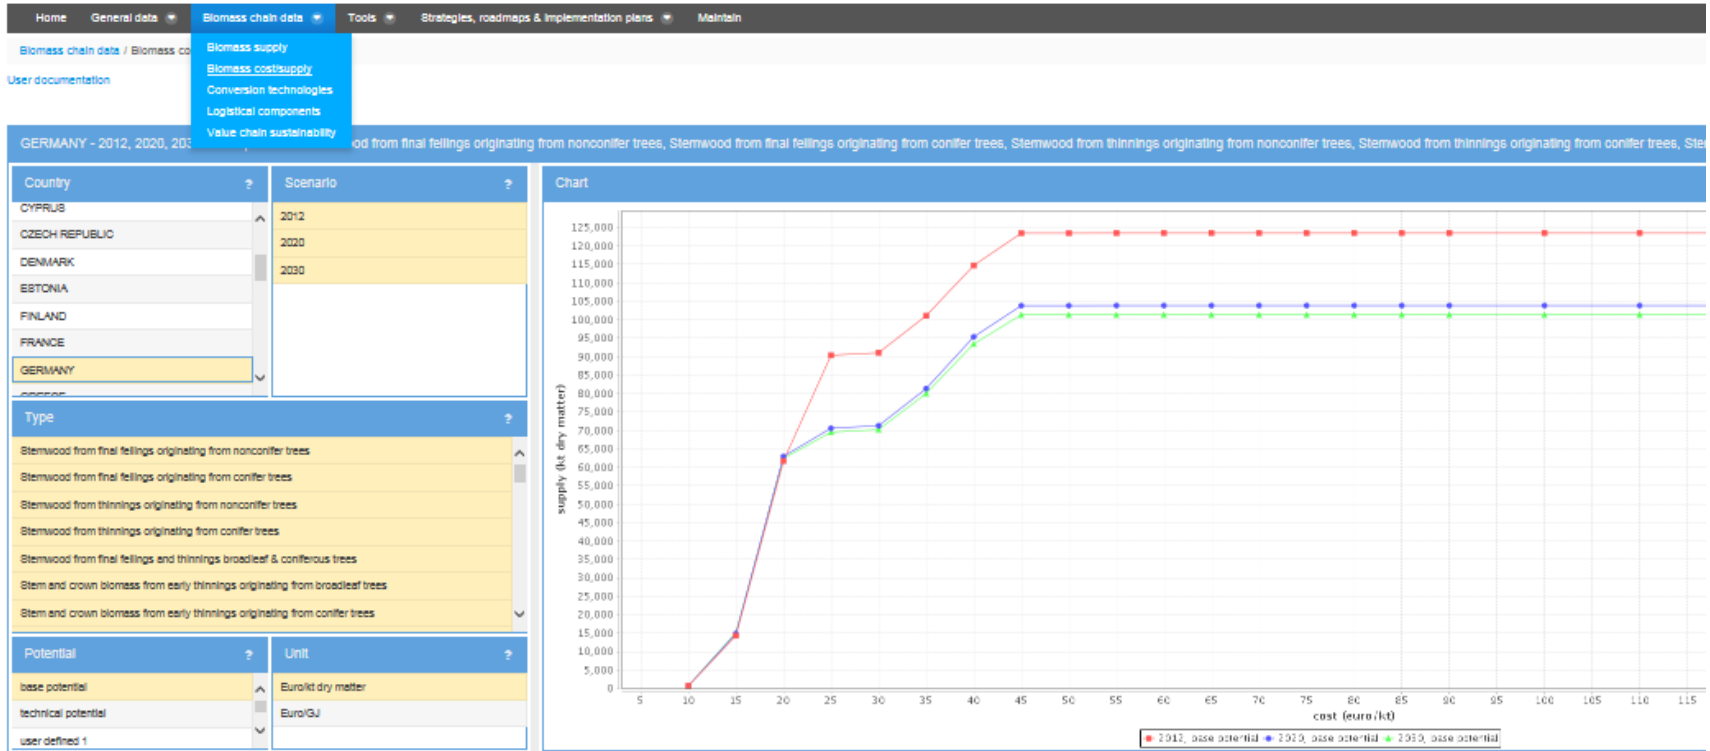 Home General data Biomass chain data Tools Strategies, roadmaps & Implementation plans Maintain
Biomass chain data / Biomass co
Biomass supply
Biomass cost/supply
Conversion technologies
Logistical components
Value chain sustainability
User documentation
GERMANY - 2012, 2020, 203 od from final fellings originating from nonconifer trees, Stemwood from final fellings originating from conifer trees, Stemwood from thinnings originating from nonconifer trees, Stemwood from thinnings originating from conifer trees, Ste
Country ?
CYPRUS
CZECH REPUBLIC
DENMARK
ESTONIA
FINLAND
FRANCE
GERMANY
GREECE
Scenario ?
2012
2020
2030
Type ?
Stemwood from final fellings originating from nonconifer trees
Stemwood from final fellings originating from conifer trees
Stemwood from thinnings originating from nonconifer trees
Stemwood from thinnings originating from conifer trees
Stemwood from final fellings and thinnings broadleaf & coniferous trees
Stem and crown biomass from early thinnings originating from broadleaf trees
Stem and crown biomass from early thinnings originating from conifer trees
Potential ?
base potential
technical potential
user defined 1
Unit ?
Euro/kt dry matter
Euro/GJ
Chart
125,000
120,000
115,000
110,000
105,000
100,000
95,000
90,000
85,000
80,000
75,000
70,000
65,000
60,000
55,000
50,000
45,000
40,000
35,000
30,000
25,000
20,000
15,000
10,000
5,000
0
supply (kt dry matter)
5 10 15 20 25 30 35 40 45 50 55 60 65 70 75 80 85 90 95 100 105 110 115
cost (euro/kt)
2012, base potential 2020, base potential 2030, base potential